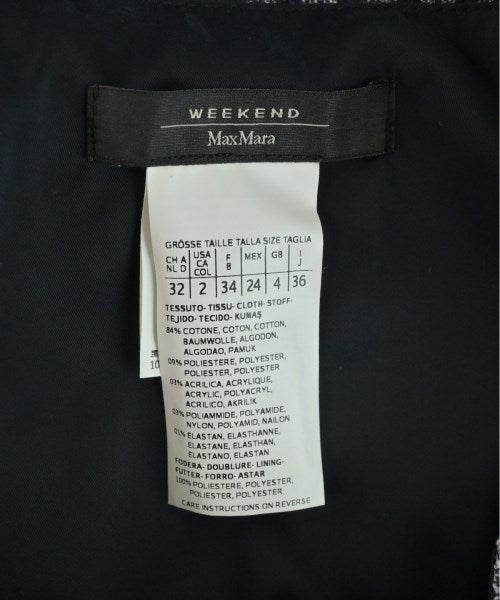 WEEKEND
MaxMara
GRÖSSE TAILLE TALLA SIZE TAGLIA
CH A NL D
USA CA COL
F B
MEX
GB
I J
32 2 34 24 4 36
TESSUTO- TISSU- CLOTH- STOFF-
TEJIDO- TECIDO- KUMAŞ
84% COTONE, COTON, COTTON,
BAUMWOLLE, ALGODON,
ALGODAO, PAMUK
09% POLIESTERE, POLYESTER,
POLIESTER, POLYESTER
03% ACRILICA, ACRYLIQUE,
ACRYLIC, POLYACRYL,
ACRILICO, AKRİLİK
03% POLIAMMIDE, POLYAMIDE,
NYLON, POLYAMID, NAILON
01% ELASTAN, ELASTHANNE,
ELASTANE, ELASTHAN,
ELASTANO, ELASTAN
FODERA- DOUBLURE- LINING-
FUTTER- FORRO- ASTAR
100% POLIESTERE, POLYESTER,
POLIESTER, POLYESTER
CARE INSTRUCTIONS ON REVERSE
10